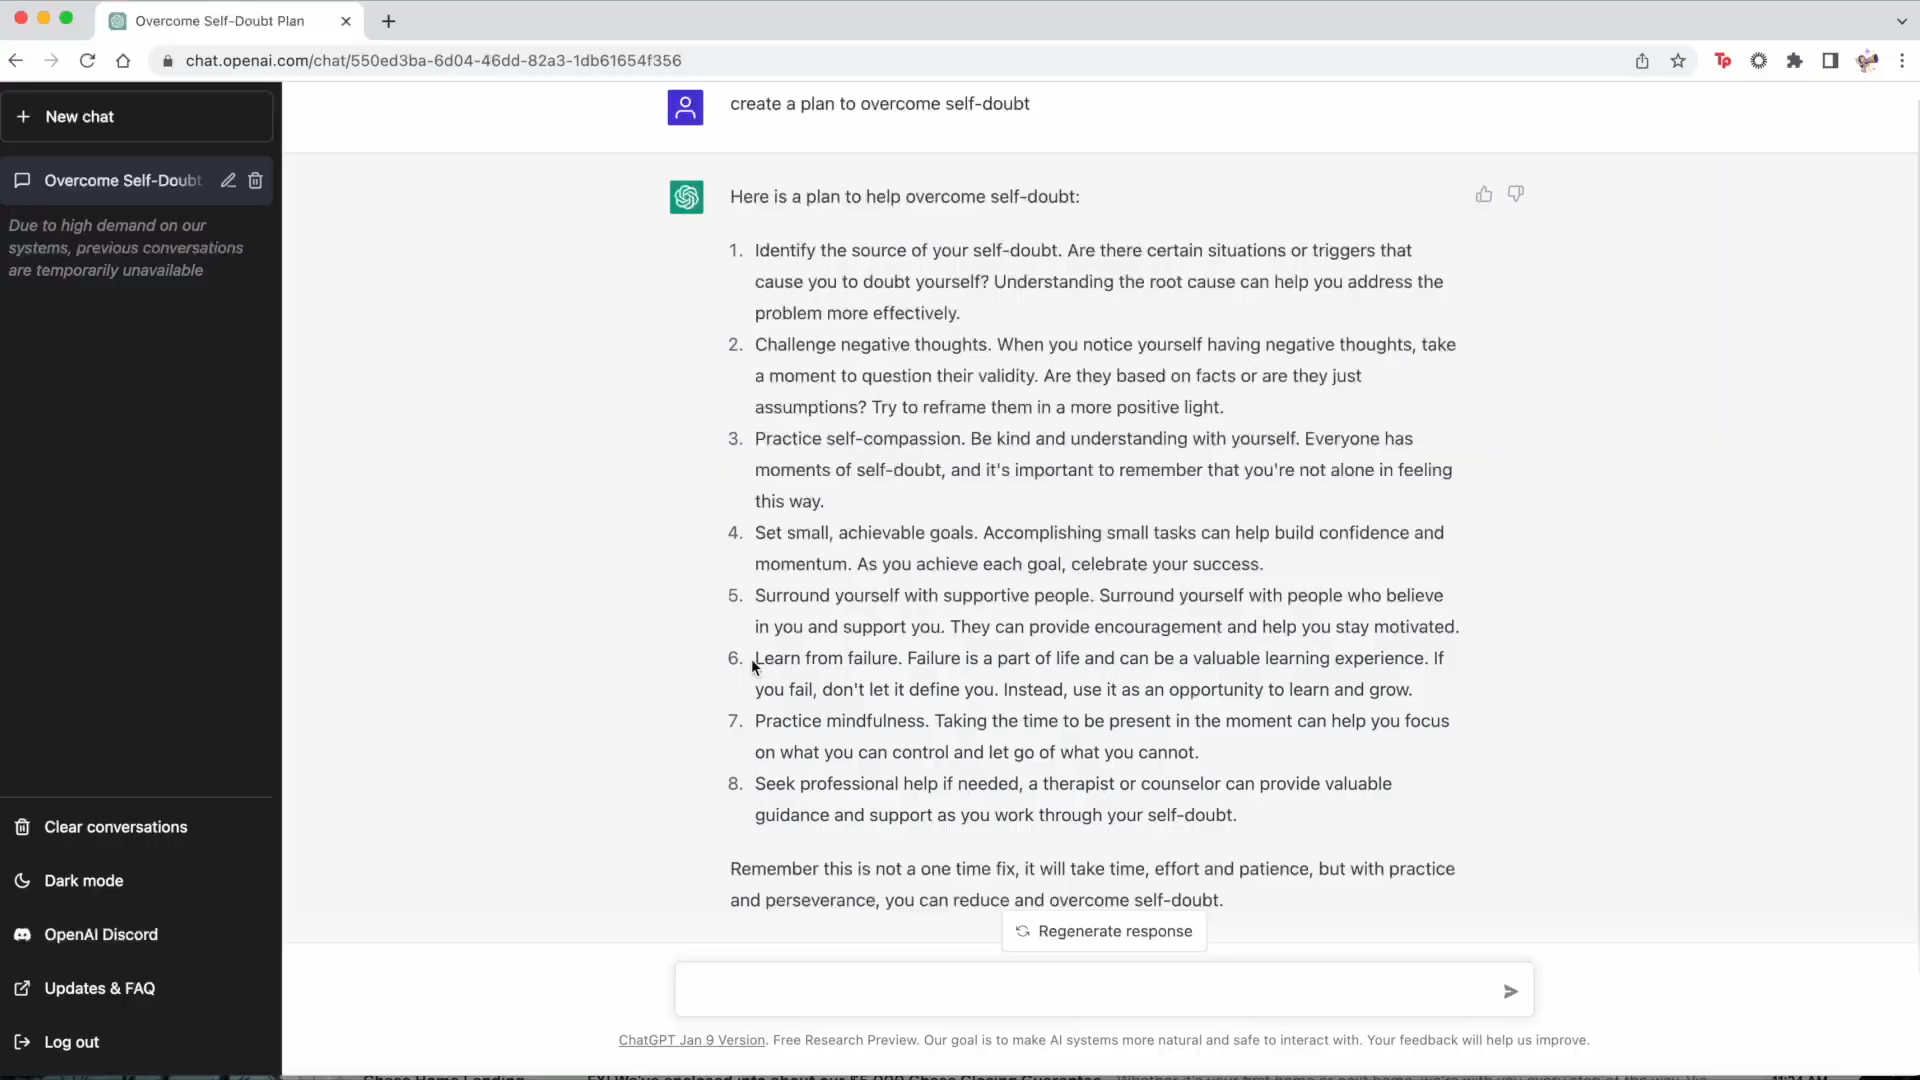 Overcome Self-Doubt Plan
chat.openai.com/chat/550ed3ba-6d04-46dd-82a3-1db61654f356
Tp
New chat
Overcome Self-Doubt
Due to high demand on our
systems, previous conversations
are temporarily unavailable
Clear conversations
Dark mode
OpenAI Discord
Updates & FAQ
Log out
create a plan to overcome self-doubt
Here is a plan to help overcome self-doubt:
1. Identify the source of your self-doubt. Are there certain situations or triggers that
cause you to doubt yourself? Understanding the root cause can help you address the
problem more effectively.
2. Challenge negative thoughts. When you notice yourself having negative thoughts, take
a moment to question their validity. Are they based on facts or are they just
assumptions? Try to reframe them in a more positive light.
3. Practice self-compassion. Be kind and understanding with yourself. Everyone has
moments of self-doubt, and it's important to remember that you're not alone in feeling
this way.
4. Set small, achievable goals. Accomplishing small tasks can help build confidence and
momentum. As you achieve each goal, celebrate your success.
5. Surround yourself with supportive people. Surround yourself with people who believe
in you and support you. They can provide encouragement and help you stay motivated.
6. Learn from failure. Failure is a part of life and can be a valuable learning experience. If
you fail, don't let it define you. Instead, use it as an opportunity to learn and grow.
7. Practice mindfulness. Taking the time to be present in the moment can help you focus
on what you can control and let go of what you cannot.
8. Seek professional help if needed, a therapist or counselor can provide valuable
guidance and support as you work through your self-doubt.
Remember this is not a one time fix, it will take time, effort and patience, but with practice
and perseverance, you can reduce and overcome self-doubt.
Regenerate response
ChatGPT Jan 9 Version. Free Research Preview. Our goal is to make AI systems more natural and safe to interact with. Your feedback will help us improve.